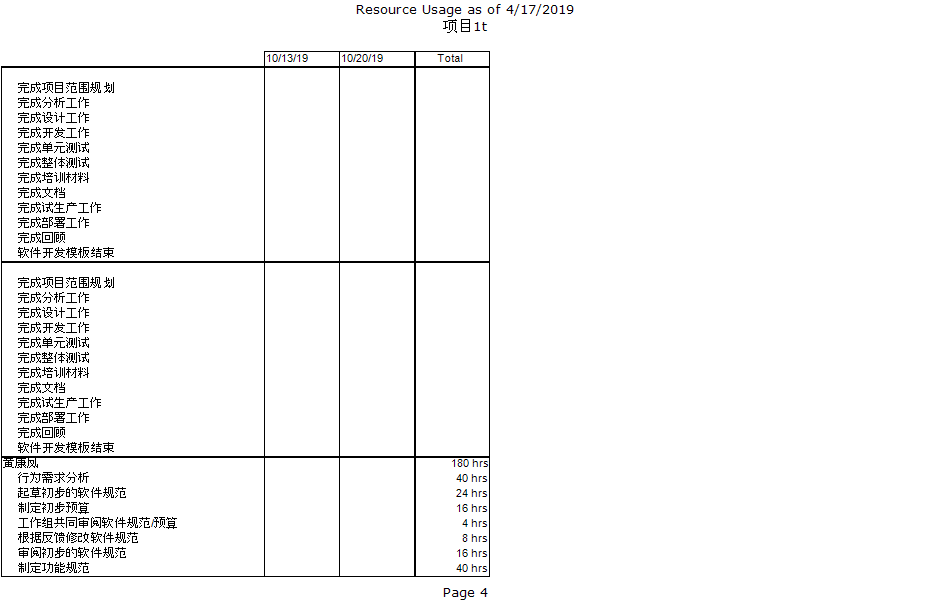 Resource Usage as of 4/17/2019
项目1t
10/13/19 10/20/19 Total
完成项目范围规划
完成分析工作
完成设计工作
完成开发工作
完成单元测试
完成整体测试
完成培训材料
完成文档
完成试生产工作
完成部署工作
完成回顾
软件开发模板结束
完成项目范围规划
完成分析工作
完成设计工作
完成开发工作
完成单元测试
完成整体测试
完成培训材料
完成文档
完成试生产工作
完成部署工作
完成回顾
软件开发模板结束
黄康凤 180 hrs
行为需求分析 40 hrs
起草初步的软件规范 24 hrs
制定初步预算 16 hrs
工作组共同审阅软件规范/预算 4 hrs
根据反馈修改软件规范 8 hrs
审阅初步的软件规范 16 hrs
制定功能规范 40 hrs
Page 4